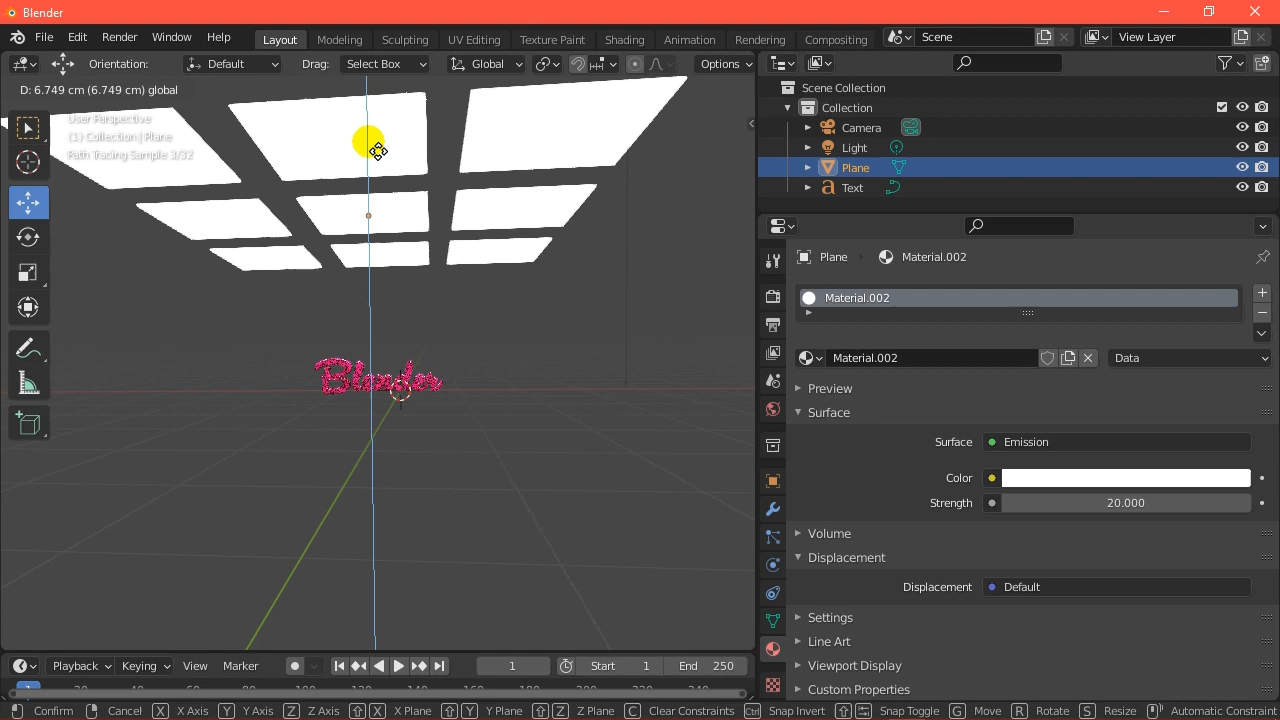 Blender
File Edit Render Window Help Layout Modeling Sculpting UV Editing Texture Paint Shading Animation Rendering Compositing Scene View Layer
Orientation: Default Drag: Select Box Global Options
D: 6.749 cm (6.749 cm) global
User Perspective
(1) Collection | Plane
Path Tracing Sample 3/32
Blender
Scene Collection
Collection
Camera
Light
Plane
Text
Plane Material.002
Material.002
Material.002 Data
Preview
Surface
Surface Emission
Color
Strength 20.000
Volume
Displacement
Displacement Default
Settings
Line Art
Viewport Display
Custom Properties
Playback Keying View Marker 1 Start 1 End 250
Confirm Cancel X X Axis Y Y Axis Z Z Axis X X Plane Y Y Plane Z Z Plane C Clear Constraints Ctrl Snap Invert Snap Toggle G Move R Rotate S Resize Automatic Constraint